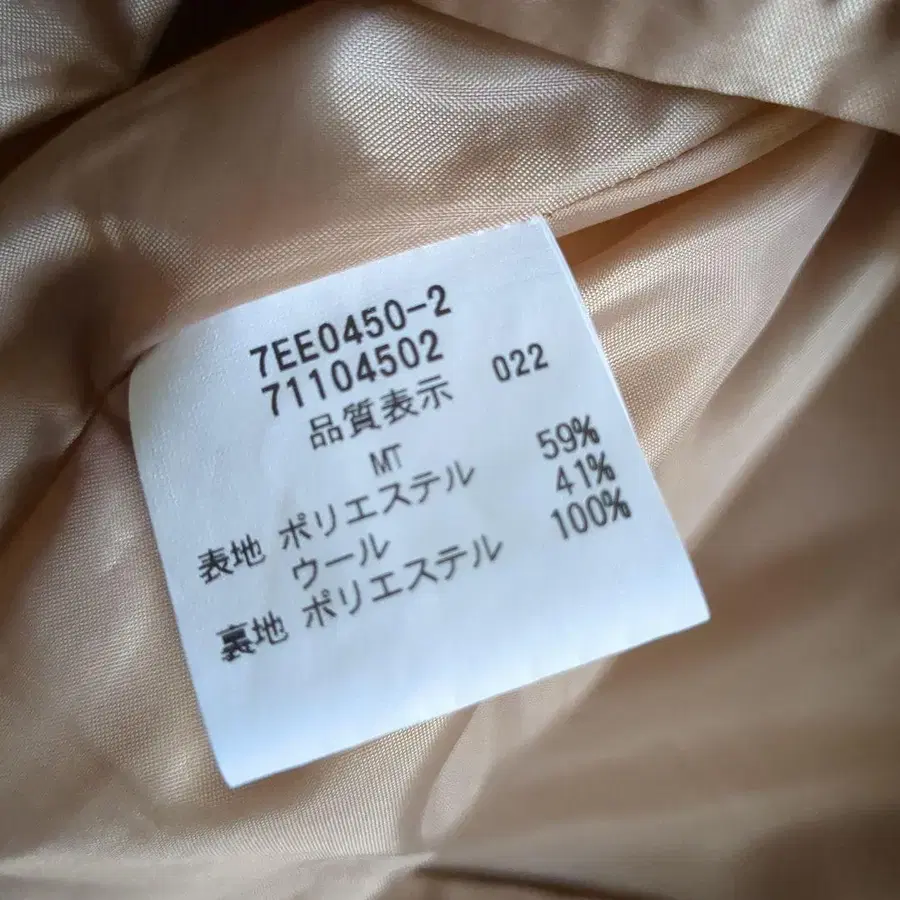 7EE0450-2
71104502
品質表示 022
MT
表地 ポリエステル 59%
ウール 41%
裏地 ポリエステル 100%